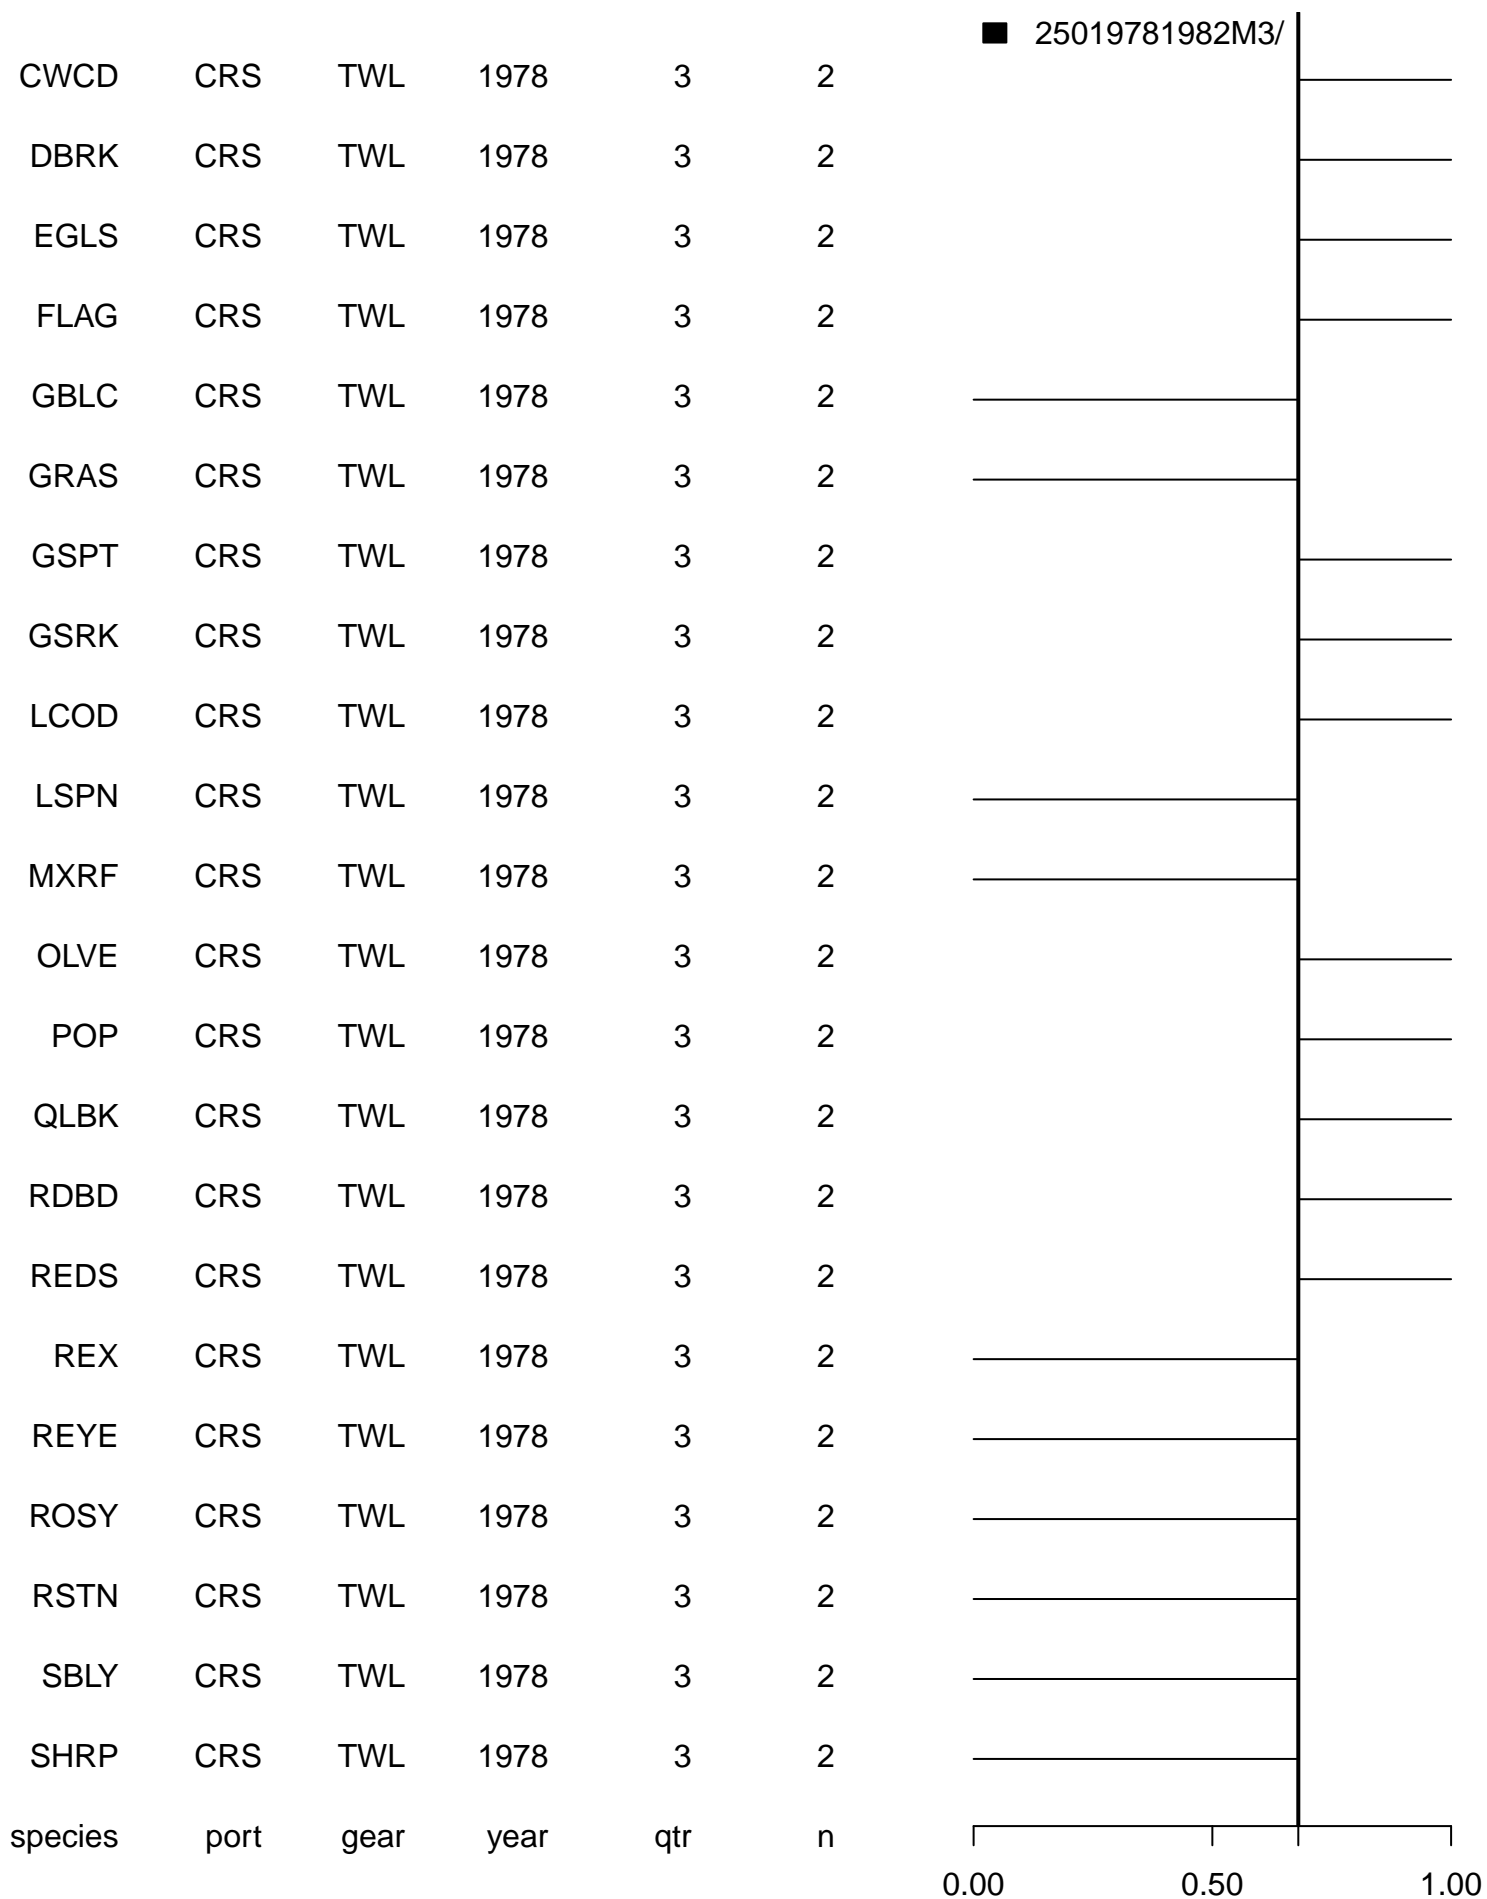 25019781982M3/
CWCD CRS TWL 1978 3 2
DBRK CRS TWL 1978 3 2
EGLS CRS TWL 1978 3 2
FLAG CRS TWL 1978 3 2
GBLC CRS TWL 1978 3 2
GRAS CRS TWL 1978 3 2
GSPT CRS TWL 1978 3 2
GSRK CRS TWL 1978 3 2
LCOD CRS TWL 1978 3 2
LSPN CRS TWL 1978 3 2
MXRF CRS TWL 1978 3 2
OLVE CRS TWL 1978 3 2
POP CRS TWL 1978 3 2
QLBK CRS TWL 1978 3 2
RDBD CRS TWL 1978 3 2
REDS CRS TWL 1978 3 2
REX CRS TWL 1978 3 2
REYE CRS TWL 1978 3 2
ROSY CRS TWL 1978 3 2
RSTN CRS TWL 1978 3 2
SBLY CRS TWL 1978 3 2
SHRP CRS TWL 1978 3 2
species port gear year qtr n
0.00 0.50 1.00